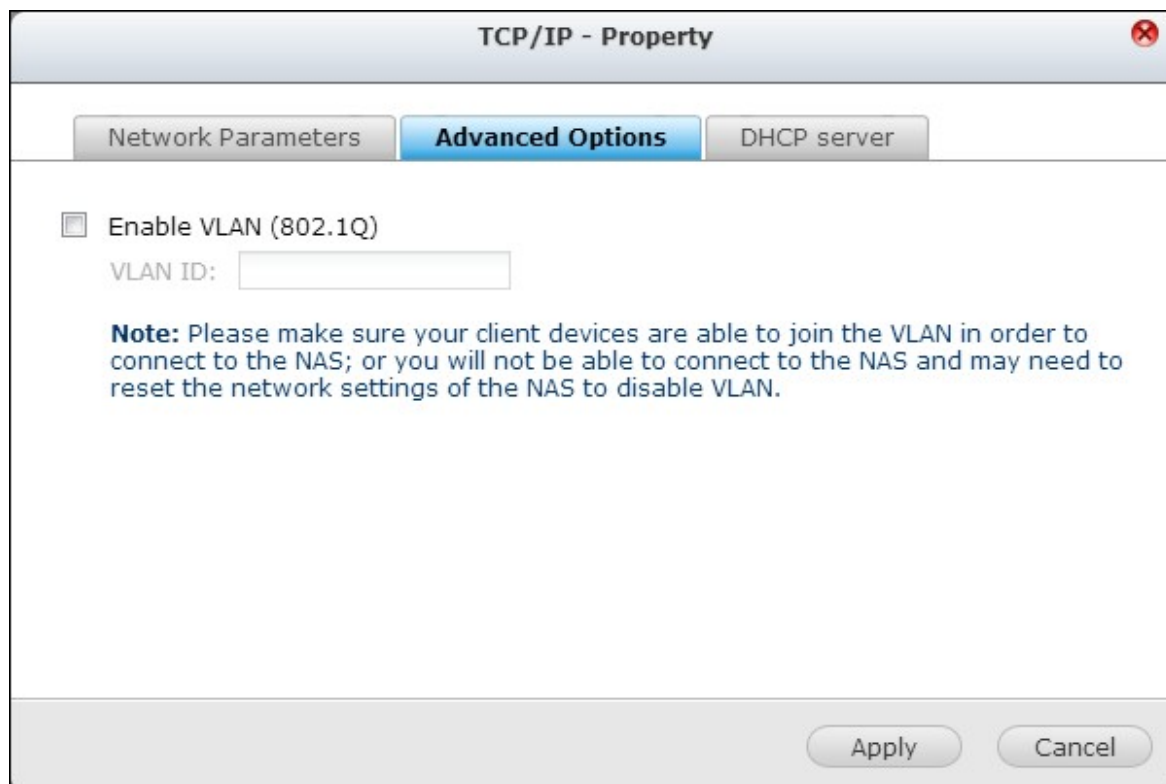 TCP/IP - Property
Network Parameters
Advanced Options
DHCP server
Enable VLAN (802.1Q)
VLAN ID:
Note: Please make sure your client devices are able to join the VLAN in order to
connect to the NAS; or you will not be able to connect to the NAS and may need to
reset the network settings of the NAS to disable VLAN.
Apply
Cancel